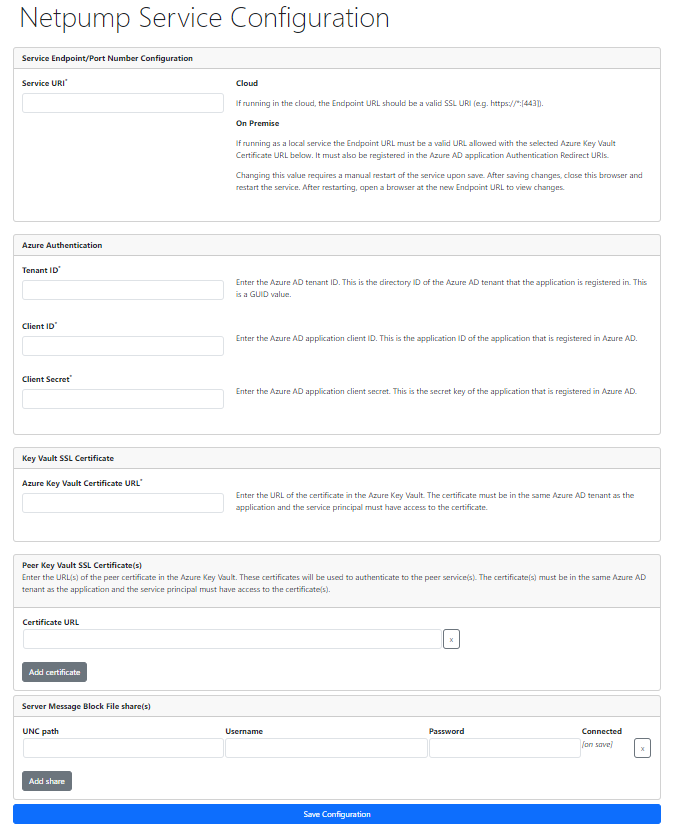 Netpump Service Configuration
Service Endpoint/Port Number Configuration
Service URI*
Cloud
If running in the cloud, the Endpoint URL should be a valid SSL URI (e.g. https://*:[443]).
On Premise
If running as a local service the Endpoint URL must be a valid URL allowed with the selected Azure Key Vault
Certificate URL below. It must also be registered in the Azure AD application Authentication Redirect URIs.
Changing this value requires a manual restart of the service upon save. After saving changes, close this browser and
restart the service. After restarting, open a browser at the new Endpoint URL to view changes.
Azure Authentication
Tenant ID*
Enter the Azure AD tenant ID. This is the directory ID of the Azure AD tenant that the application is registered in. This
is a GUID value.
Client ID*
Enter the Azure AD application client ID. This is the application ID of the application that is registered in Azure AD.
Client Secret*
Enter the Azure AD application client secret. This is the secret key of the application that is registered in Azure AD.
Key Vault SSL Certificate
Azure Key Vault Certificate URL*
Enter the URL of the certificate in the Azure Key Vault. The certificate must be in the same Azure AD tenant as the
application and the service principal must have access to the certificate.
Peer Key Vault SSL Certificate(s)
Enter the URL(s) of the peer certificate in the Azure Key Vault. These certificates will be used to authenticate to the peer service(s). The certificate(s) must be in the same Azure AD
tenant as the application and the service principal must have access to the certificate(s).
Certificate URL
x
Add certificate
Server Message Block File share(s)
UNC path Username Password Connected
[on save] x
Add share
Save Configuration